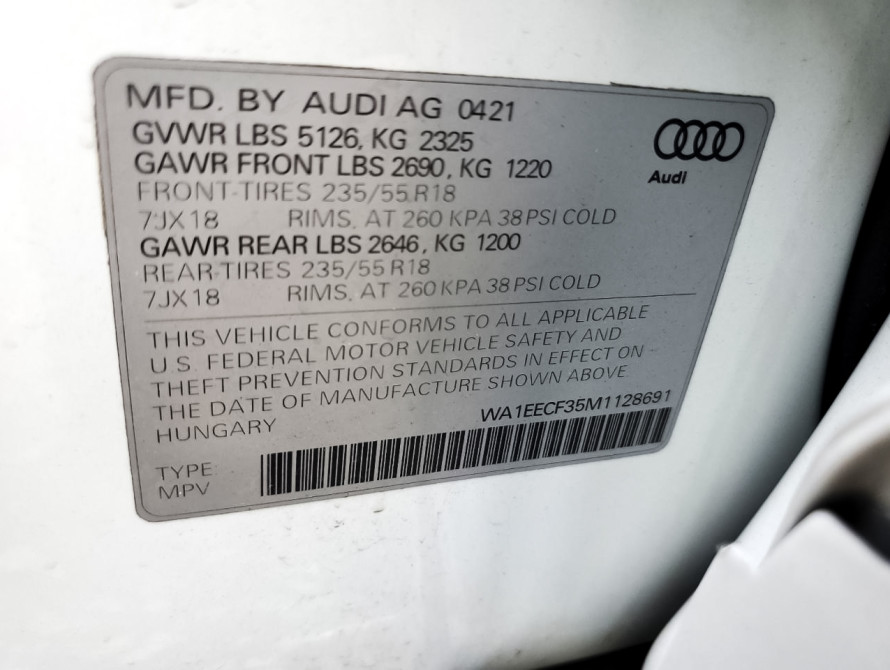 MFD. BY AUDI AG 0421
GVWR LBS 5126, KG 2325
GAWR FRONT LBS 2690, KG 1220
FRONT-TIRES 235/55 R18
7JX18 RIMS, AT 260 KPA 38 PSI COLD
GAWR REAR LBS 2646, KG 1200
REAR-TIRES 235/55 R18
7JX18 RIMS, AT 260 KPA 38 PSI COLD
Audi
THIS VEHICLE CONFORMS TO ALL APPLICABLE
U.S. FEDERAL MOTOR VEHICLE SAFETY AND
THEFT PREVENTION STANDARDS IN EFFECT ON
THE DATE OF MANUFACTURE SHOWN ABOVE
HUNGARY WA1EECF35M1128691
TYPE:
MPV